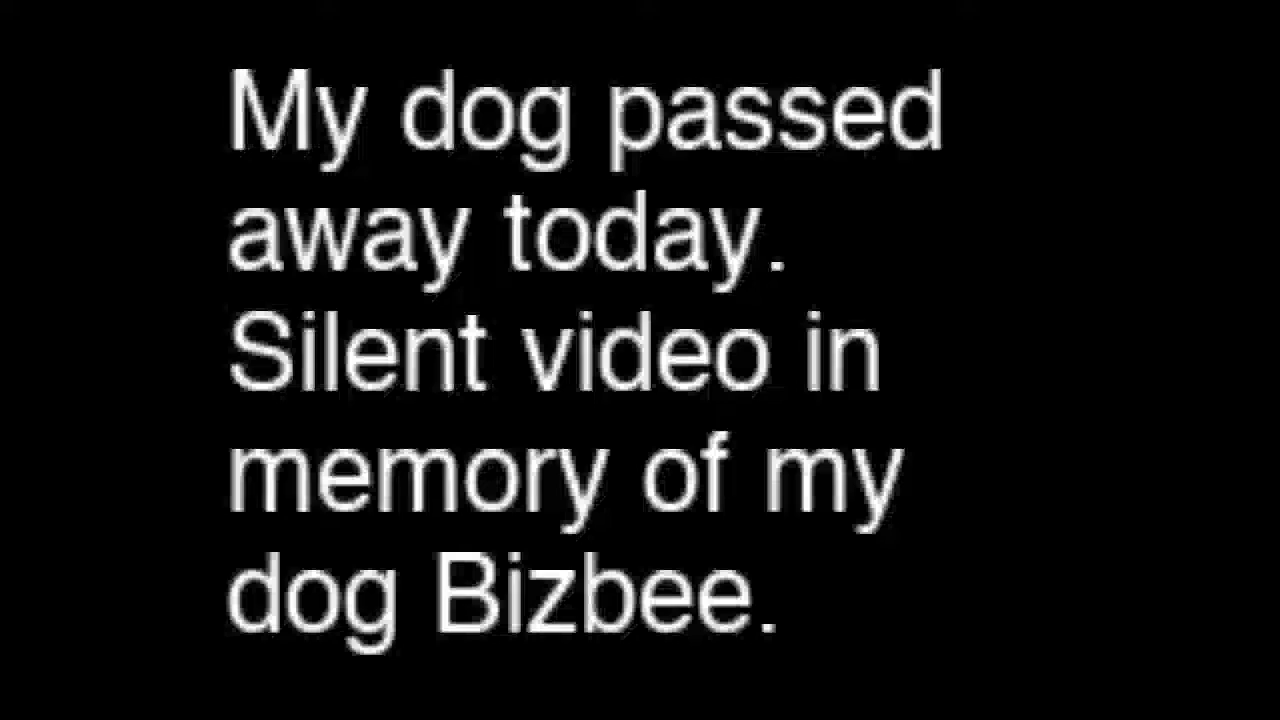 My dog passed
away today.
Silent video in
memory of my
dog Bizbee.